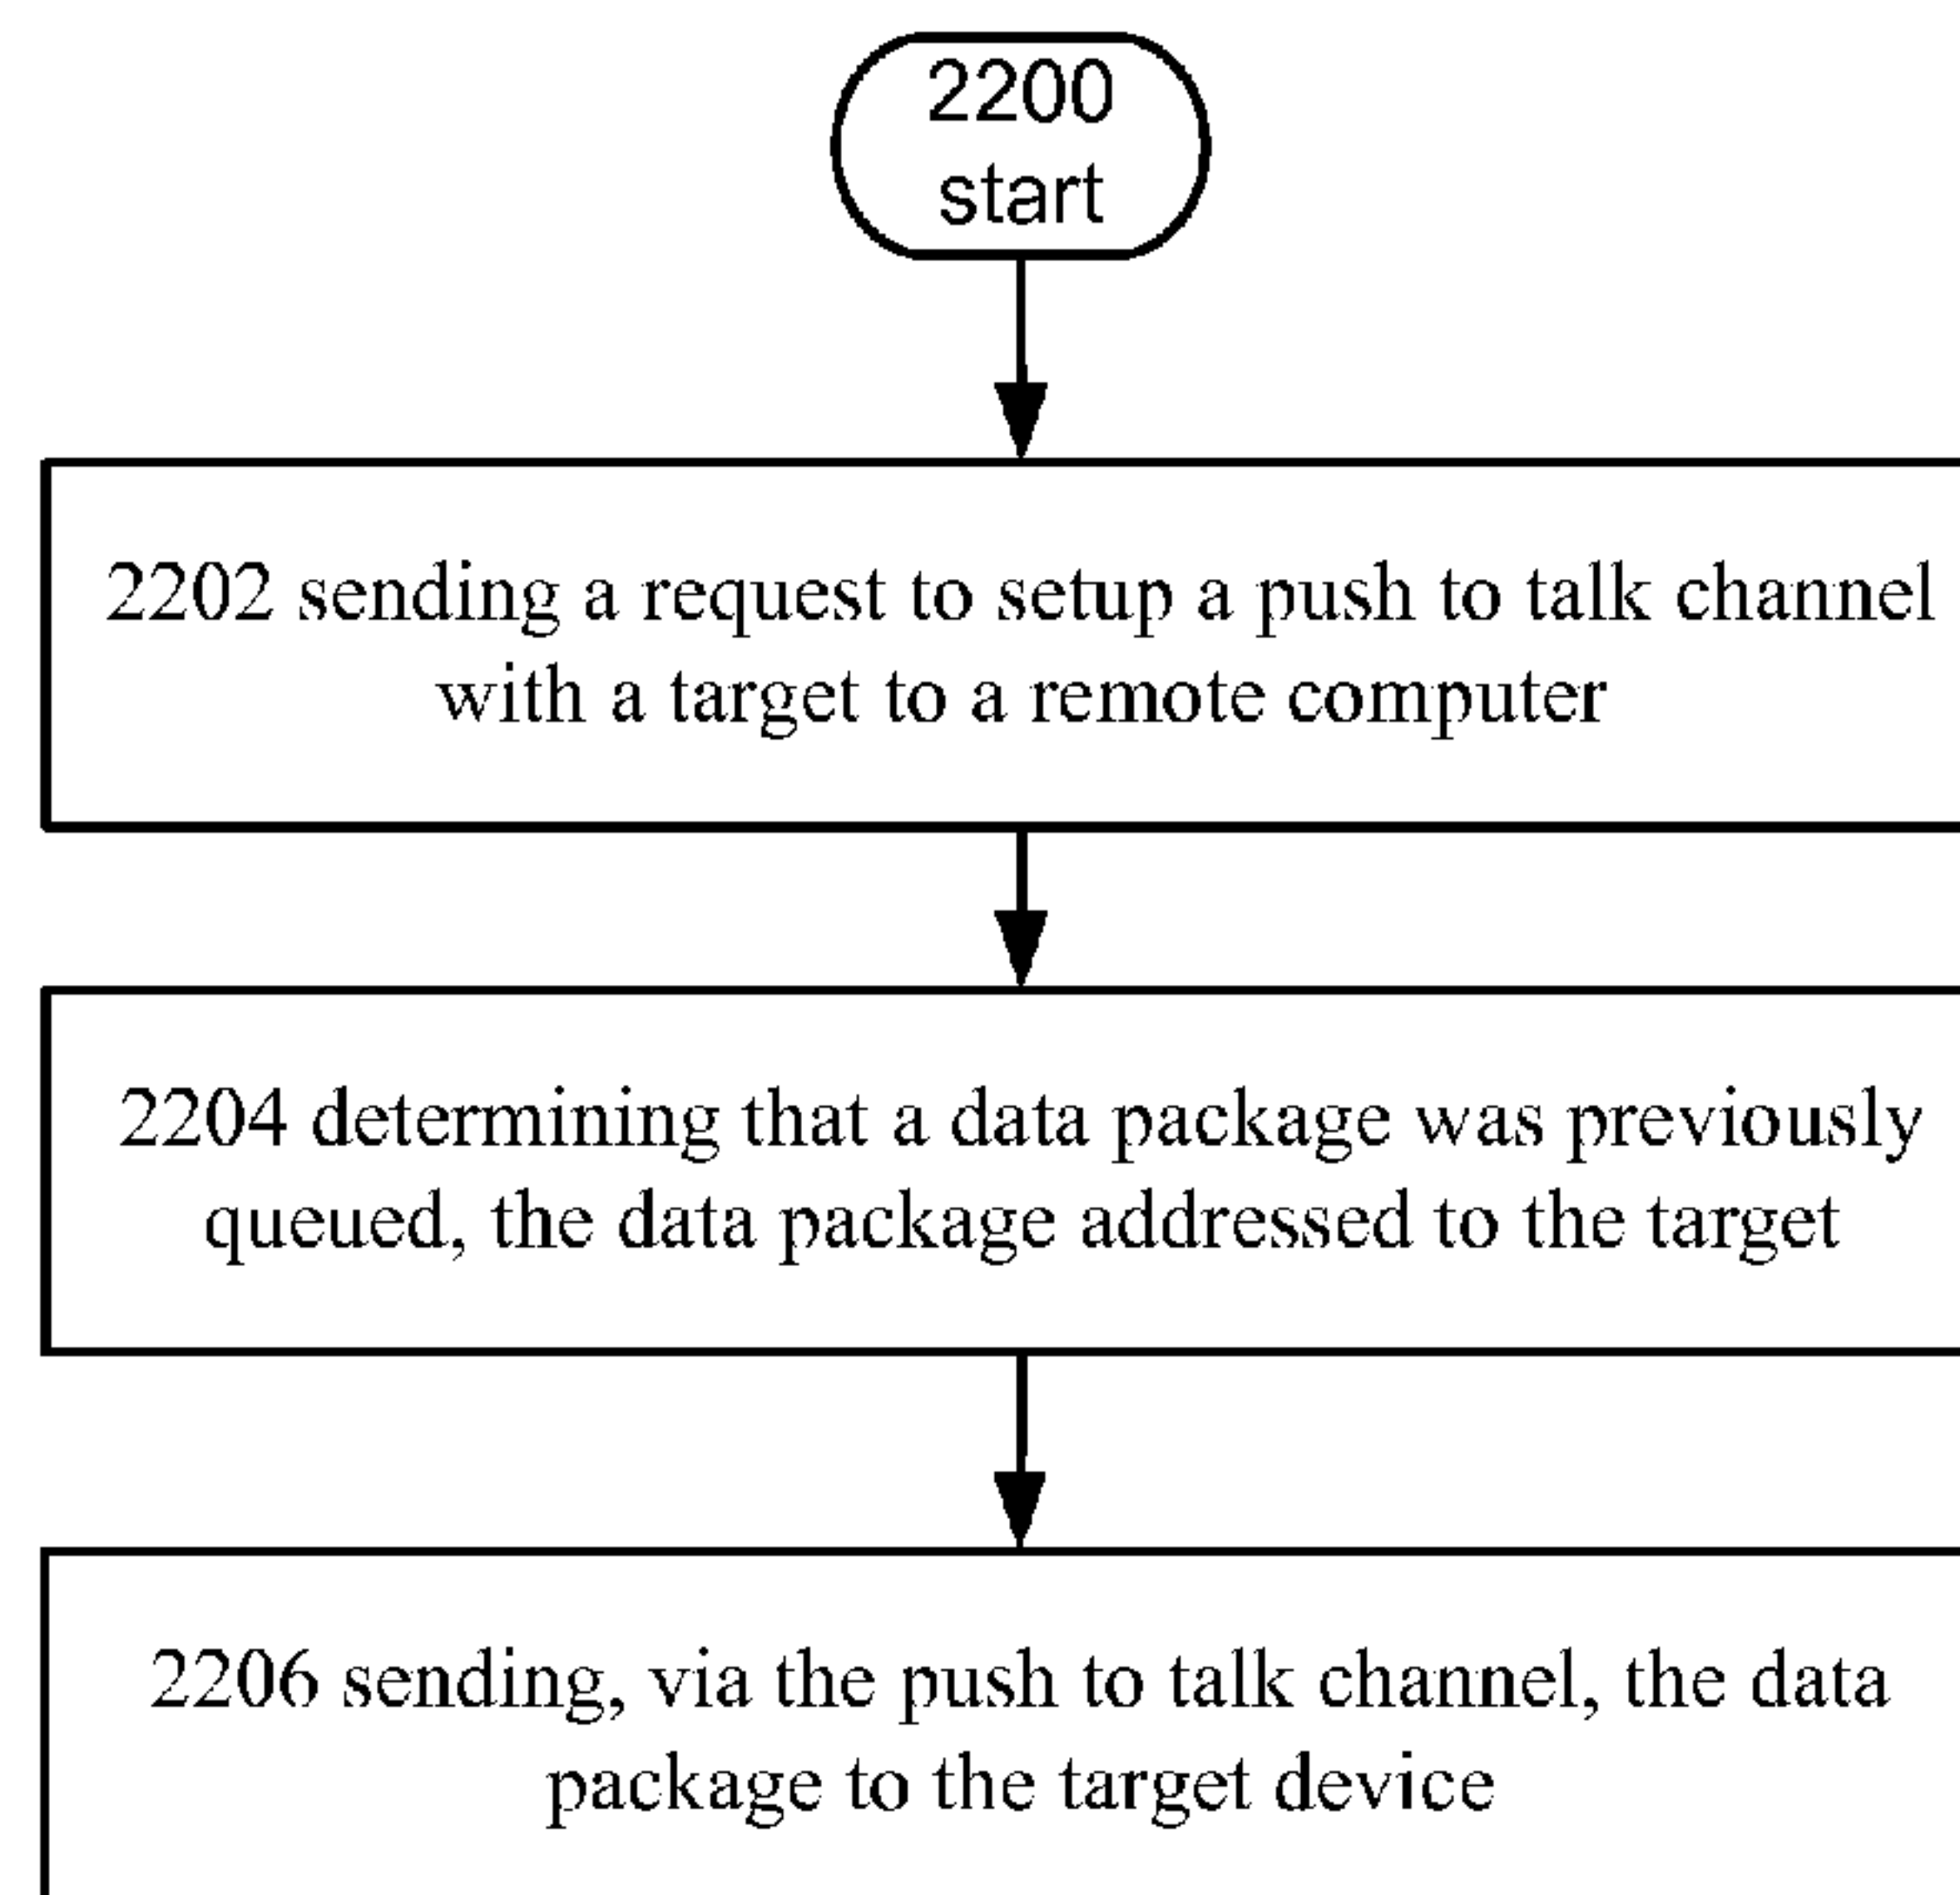 2200
start
2202 sending a request to setup a push to talk channel
with a target to a remote computer
2204 determining that a data package was previously
queued, the data package addressed to the target
2206 sending, via the push to talk channel, the data
package to the target device